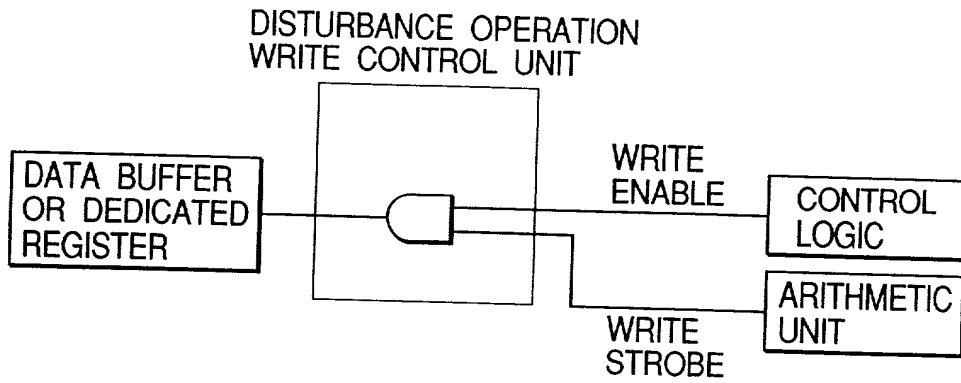 DISTURBANCE OPERATION
WRITE CONTROL UNIT
DATA BUFFER
OR DEDICATED
REGISTER
WRITE
ENABLE
CONTROL
LOGIC
WRITE
STROBE
ARITHMETIC
UNIT